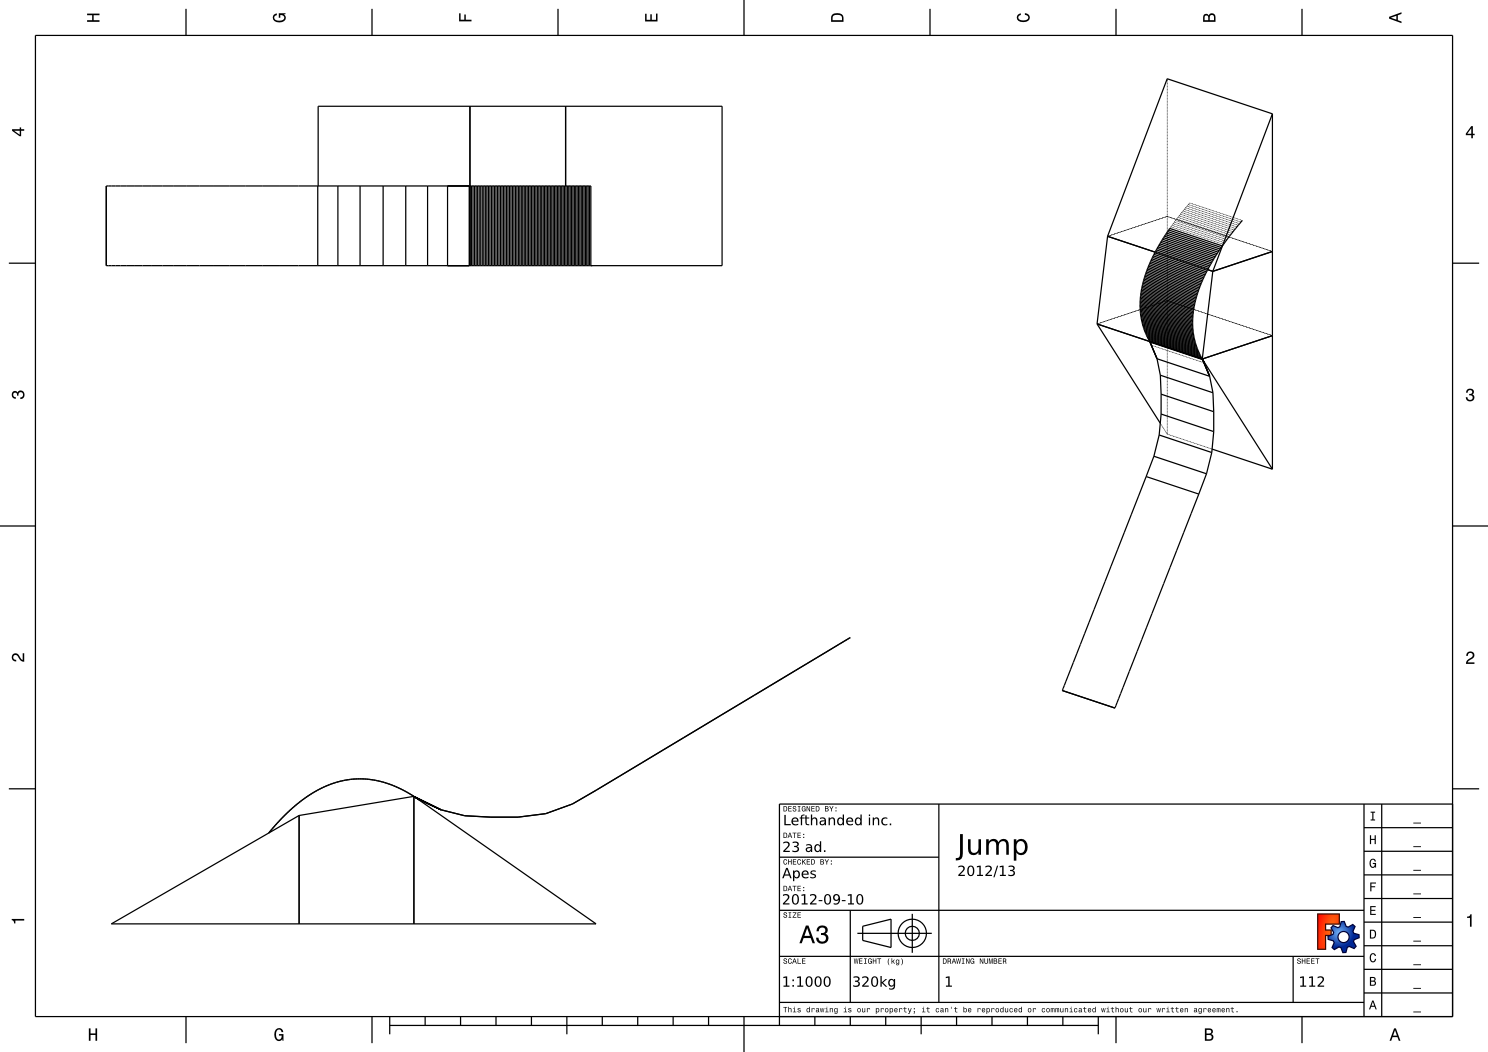 H G F E D C B A
4 4
3 3
2 2
1 1
DESIGNED BY:
Lefthanded inc.
DATE:
23 ad.
CHECKED BY:
Apes
DATE:
2012-09-10
Jump
2012/13
SIZE
A3
SCALE
1:1000
WEIGHT (kg)
320kg
DRAWING NUMBER
1
SHEET
112
This drawing is our property; it can't be reproduced or communicated without our written agreement.
I _
H _
G _
F _
E _
D _
C _
B _
A _
H G B A